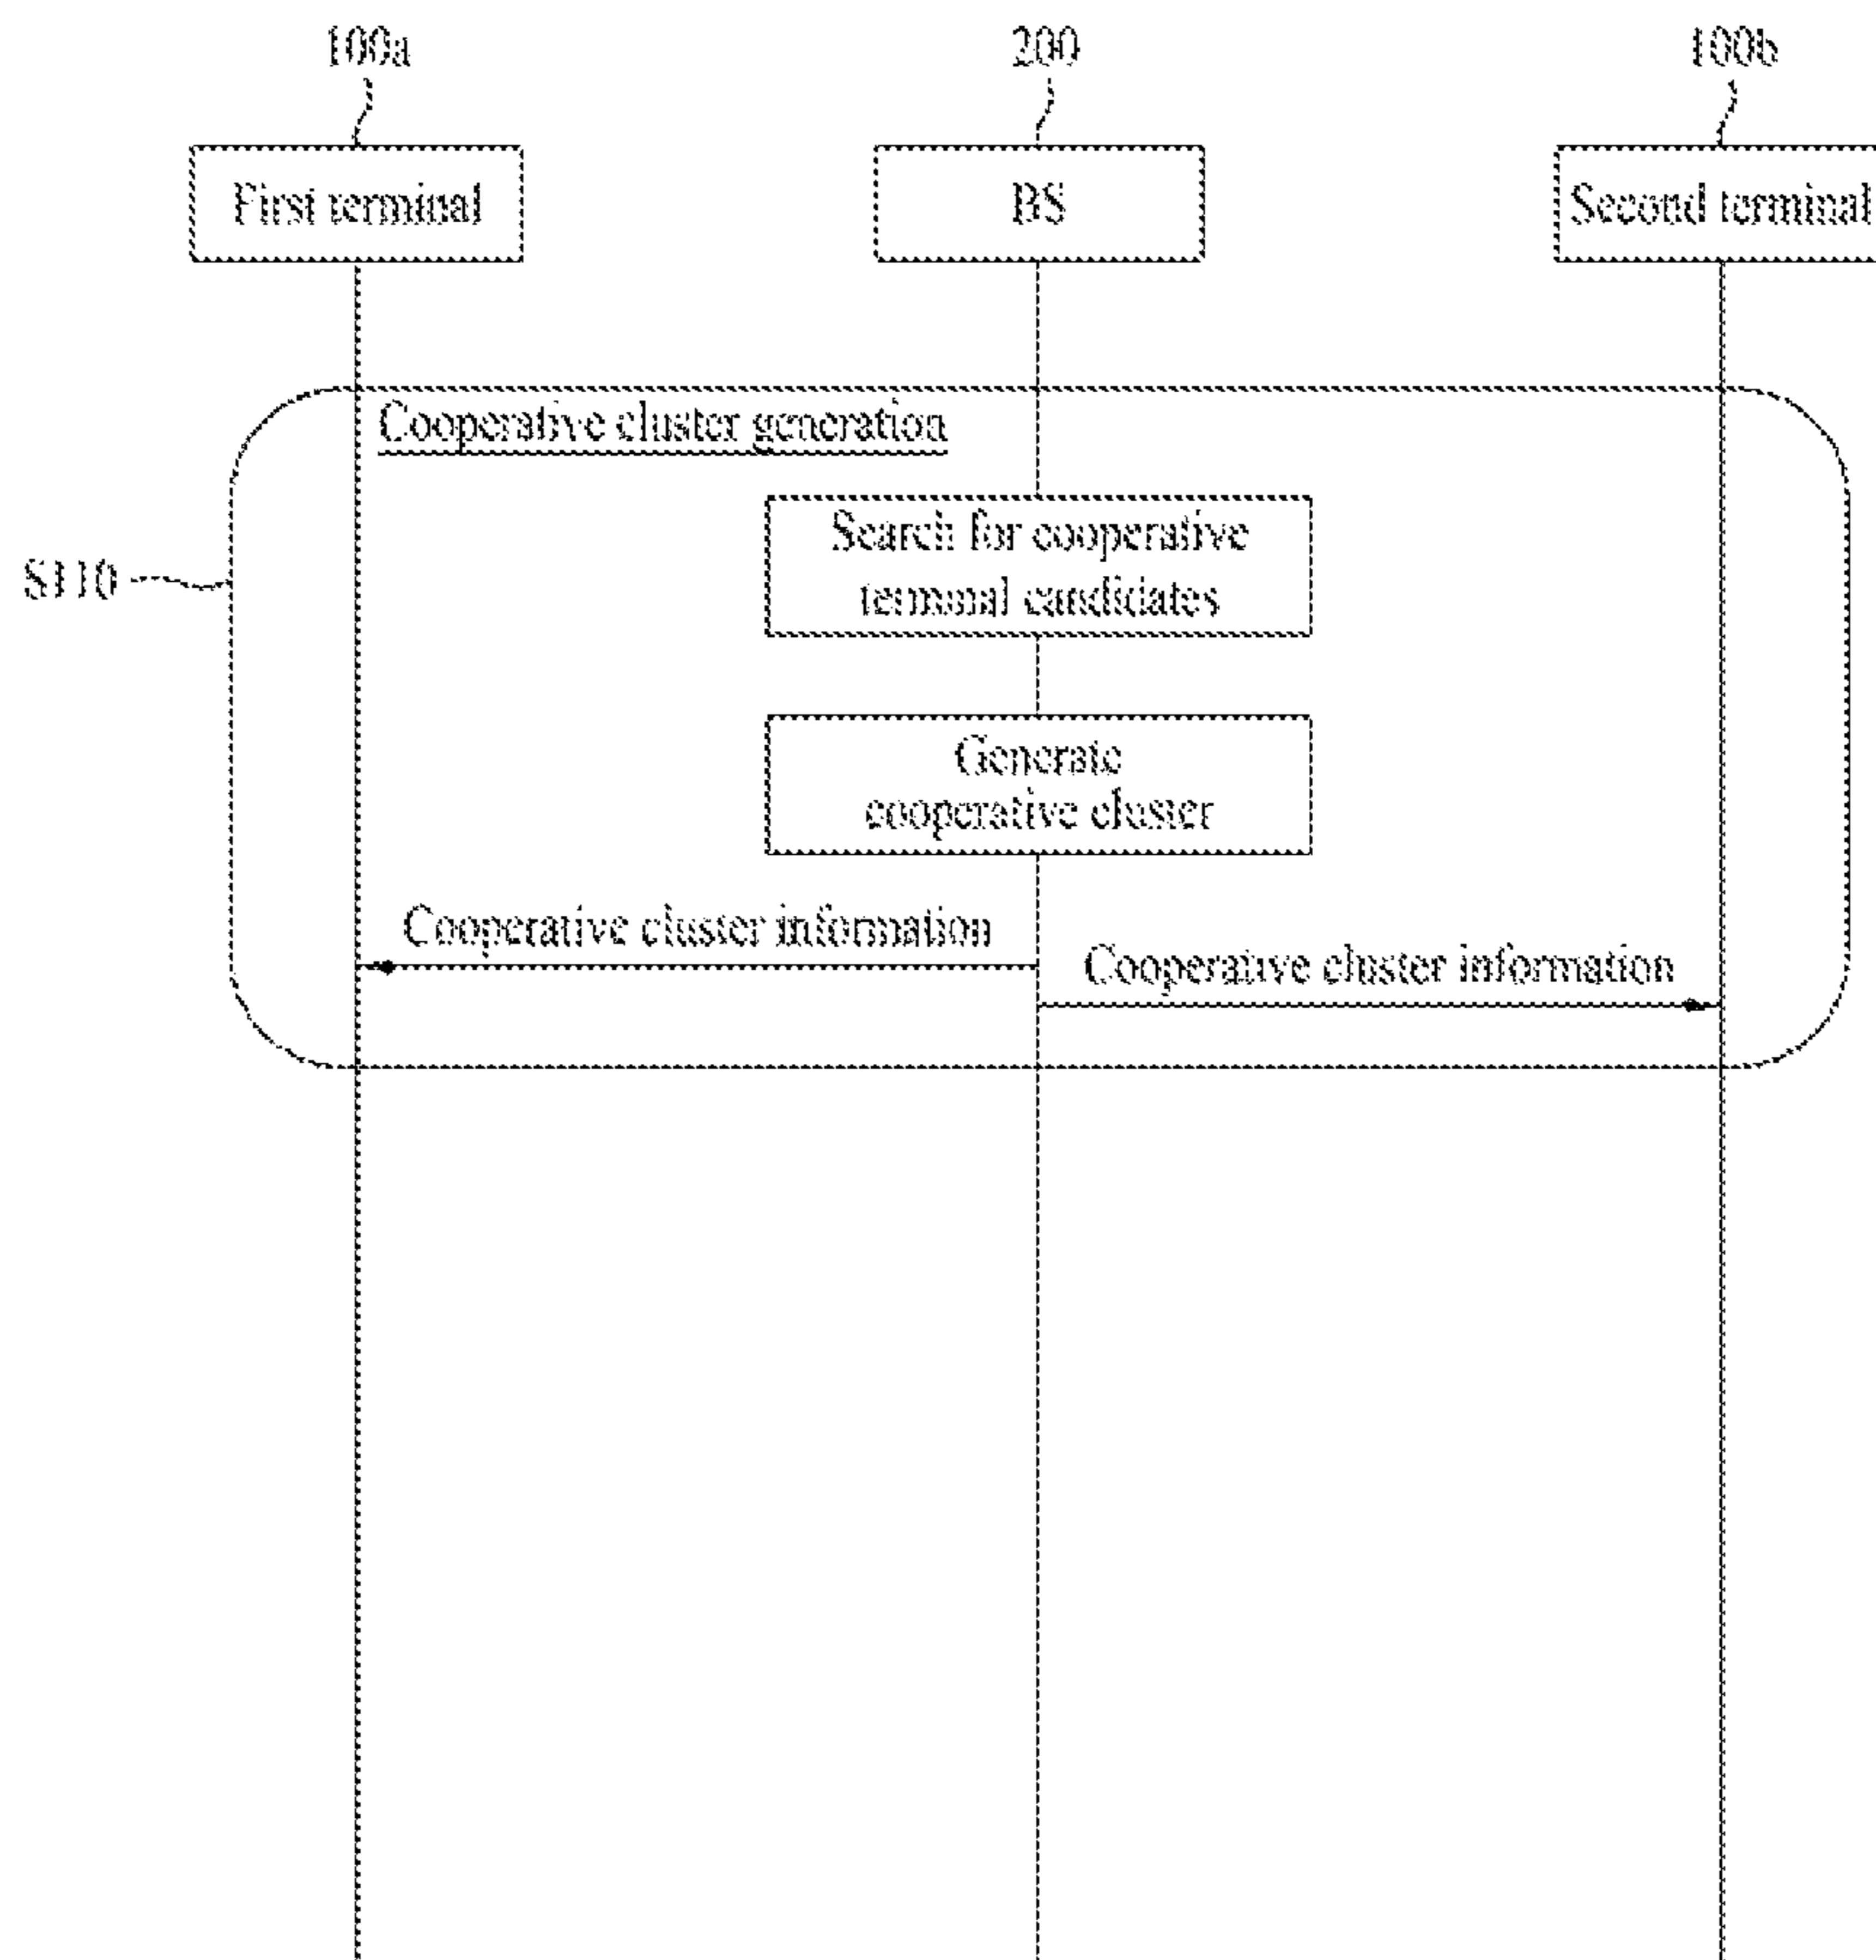 100a
200
100b
First terminal
BS
Second terminal
Cooperative cluster generation
Search for cooperative
terminal candidates
S110
Generate
cooperative cluster
Cooperative cluster information
Cooperative cluster information